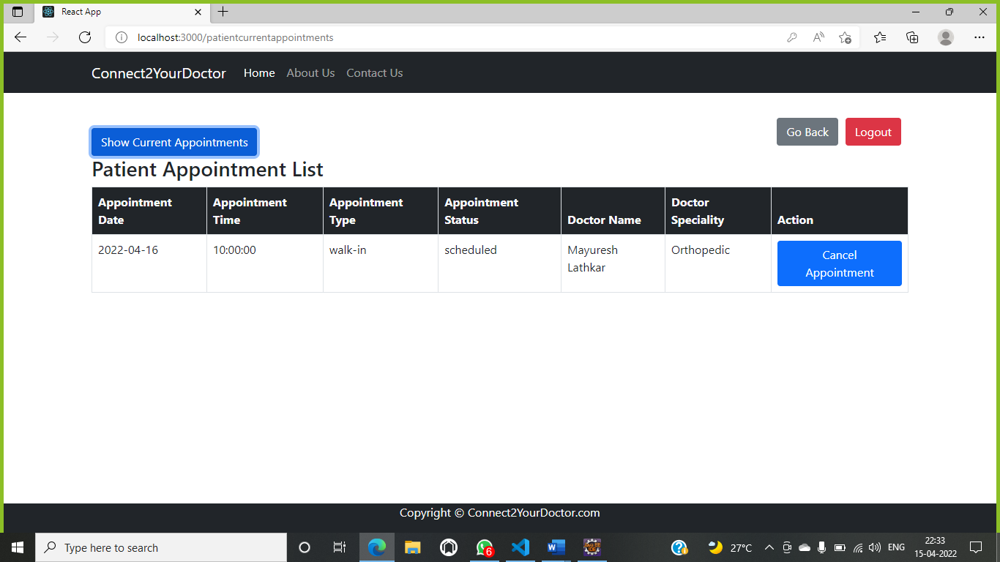 React App
localhost:3000/patientcurrentappointments
Connect2YourDoctor Home About Us Contact Us
Show Current Appointments Go Back Logout
Patient Appointment List
Appointment Date Appointment Time Appointment Type Appointment Status Doctor Name Doctor Speciality Action
2022-04-16 10:00:00 walk-in scheduled Mayuresh Lathkar Orthopedic Cancel Appointment
Copyright © Connect2YourDoctor.com
Type here to search 6 27°C ENG 22:33
15-04-2022